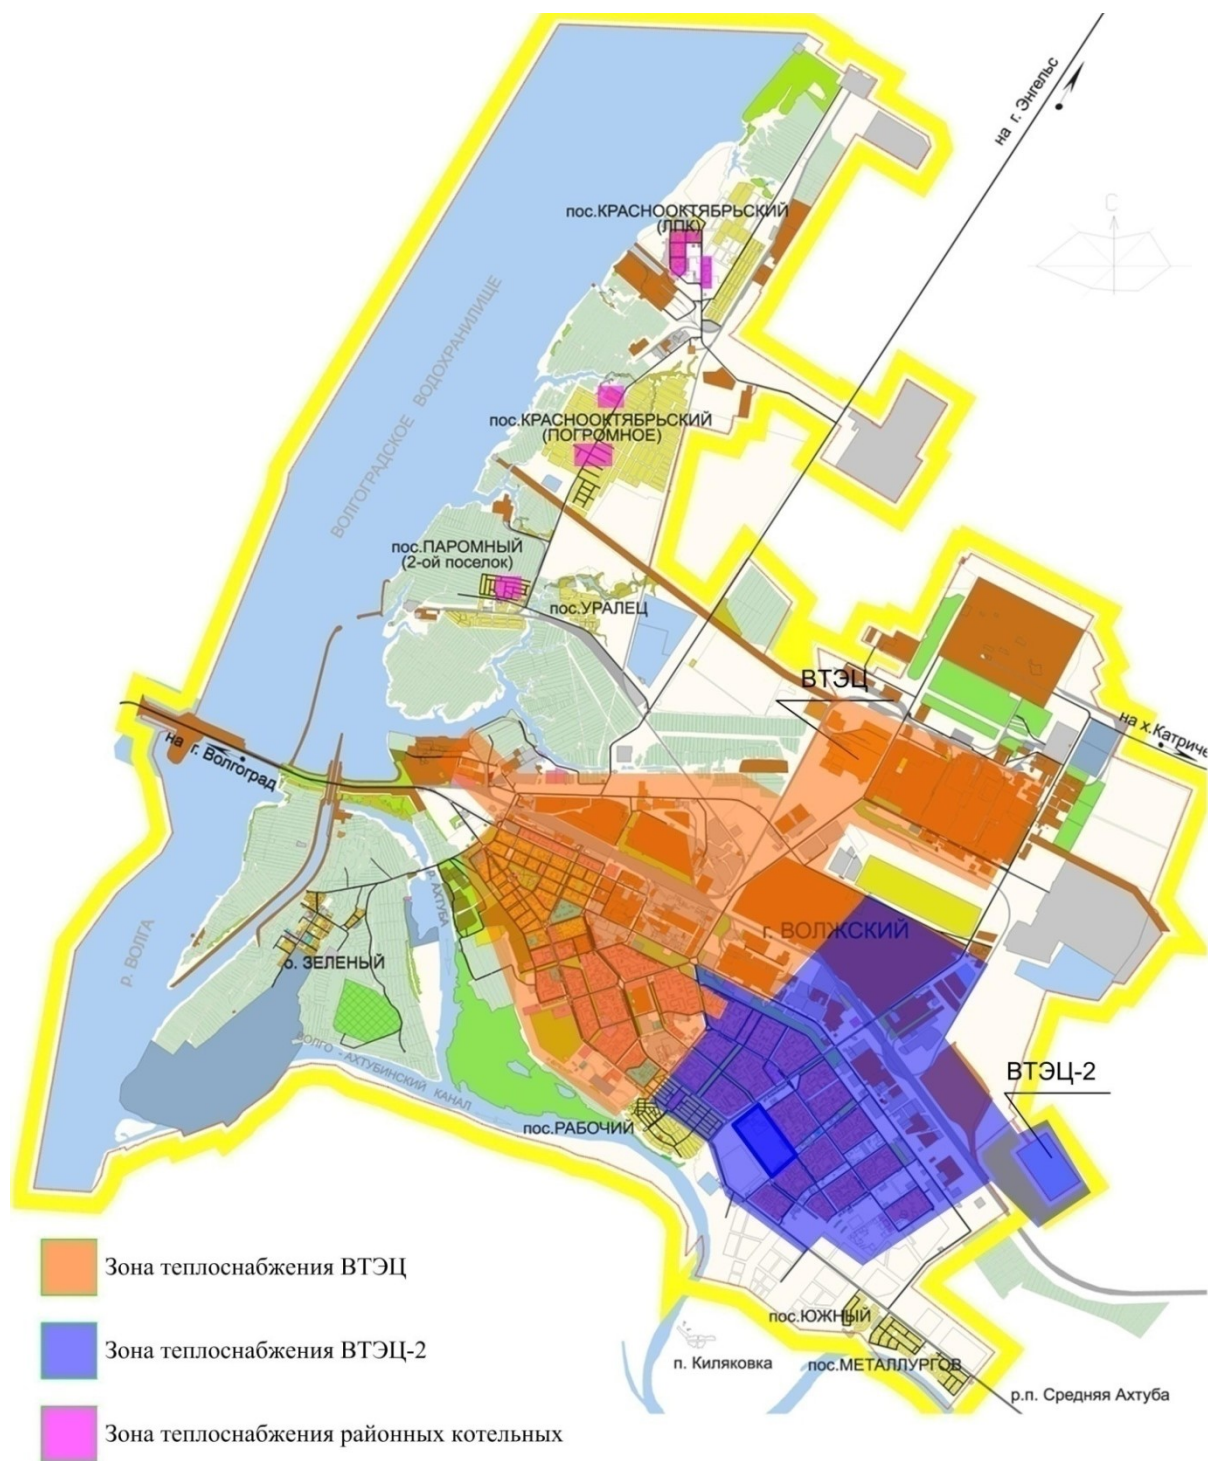 на г. Энгельс
С
пос.КРАСНООКТЯБРЬСКИЙ
(ЛПК)
ВОЛГОГРАДСКОЕ ВОДОХРАНИЛИЩЕ
пос.КРАСНООКТЯБРЬСКИЙ
(ПОГРОМНОЕ)
пос.ПАРОМНЫЙ
(2-ой поселок)
пос.УРАЛЕЦ
ВТЭЦ
на х.Катриче
на г. Волгоград
р. АХТУБА
г. ВОЛЖСКИЙ
р. ВОЛГА
о. ЗЕЛЕНЫЙ
ВОЛГО - АХТУБИНСКИЙ КАНАЛ
ВТЭЦ-2
пос.РАБОЧИЙ
Зона теплоснабжения ВТЭЦ
пос.ЮЖНЫЙ
Зона теплоснабжения ВТЭЦ-2
п. Киляковка
пос.МЕТАЛЛУРГОВ
р.п. Средняя Ахтуба
Зона теплоснабжения районных котельных